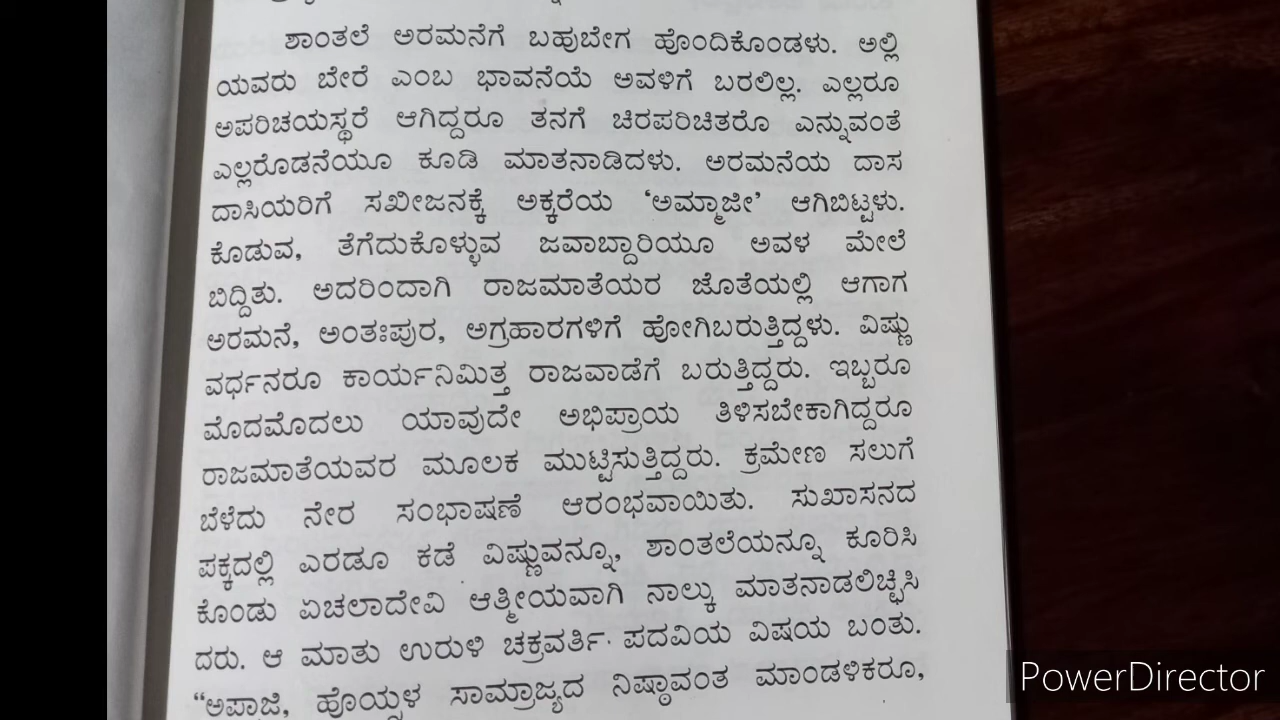 ಶಾಂತಲೆ ಅರಮನೆಗೆ ಬಹುಬೇಗ ಹೊಂದಿಕೊಂಡಳು. ಅಲ್ಲಿ
ಯವರು ಬೇರೆ ಎಂಬ ಭಾವನೆಯೆ ಅವಳಿಗೆ ಬರಲಿಲ್ಲ. ಎಲ್ಲರೂ
ಅಪರಿಚಯಸ್ಥರೆ ಆಗಿದ್ದರೂ ತನಗೆ ಚಿರಪರಿಚಿತರೊ ಎನ್ನುವಂತೆ
ಎಲ್ಲರೊಡನೆಯೂ ಕೂಡಿ ಮಾತನಾಡಿದಳು. ಅರಮನೆಯ ದಾಸ
ದಾಸಿಯರಿಗೆ ಸಖೀಜನಕ್ಕೆ ಅಕ್ಕರೆಯ ‘ಅಮ್ಮಾಜೀ’ ಆಗಿಬಿಟ್ಟಳು.
ಕೊಡುವ, ತೆಗೆದುಕೊಳ್ಳುವ ಜವಾಬ್ದಾರಿಯೂ ಅವಳ ಮೇಲೆ
ಬಿದ್ದಿತು. ಅದರಿಂದಾಗಿ ರಾಜಮಾತೆಯರ ಜೊತೆಯಲ್ಲಿ ಆಗಾಗ
ಅರಮನೆ, ಅಂತಃಪುರ, ಅಗ್ರಹಾರಗಳಿಗೆ ಹೋಗಿಬರುತ್ತಿದ್ದಳು. ವಿಷ್ಣು
ವರ್ಧನರೂ ಕಾರ್ಯನಿಮಿತ್ತ ರಾಜವಾಡೆಗೆ ಬರುತ್ತಿದ್ದರು. ಇಬ್ಬರೂ
ಮೊದಮೊದಲು ಯಾವುದೇ ಅಭಿಪ್ರಾಯ ತಿಳಿಸಬೇಕಾಗಿದ್ದರೂ
ರಾಜಮಾತೆಯವರ ಮೂಲಕ ಮುಟ್ಟಿಸುತ್ತಿದ್ದರು. ಕ್ರಮೇಣ ಸಲುಗೆ
ಬೆಳೆದು ನೇರ ಸಂಭಾಷಣೆ ಆರಂಭವಾಯಿತು. ಸುಖಾಸನದ
ಪಕ್ಕದಲ್ಲಿ ಎರಡೂ ಕಡೆ ವಿಷ್ಣುವನ್ನೂ, ಶಾಂತಲೆಯನ್ನೂ ಕೂರಿಸಿ
ಕೊಂಡು ಏಚಲಾದೇವಿ ಆತ್ಮೀಯವಾಗಿ ನಾಲ್ಕು ಮಾತನಾಡಲಿಚ್ಛಿಸಿ
ದರು. ಆ ಮಾತು ಉರುಳಿ ಚಕ್ರವರ್ತಿ ಪದವಿಯ ವಿಷಯ ಬಂತು.
“ಅಪ್ಪಾಜಿ, ಹೊಯ್ಸಳ ಸಾಮ್ರಾಜ್ಯದ ನಿಷ್ಠಾವಂತ ಮಾಂಡಳಿಕರೂ,
PowerDirector